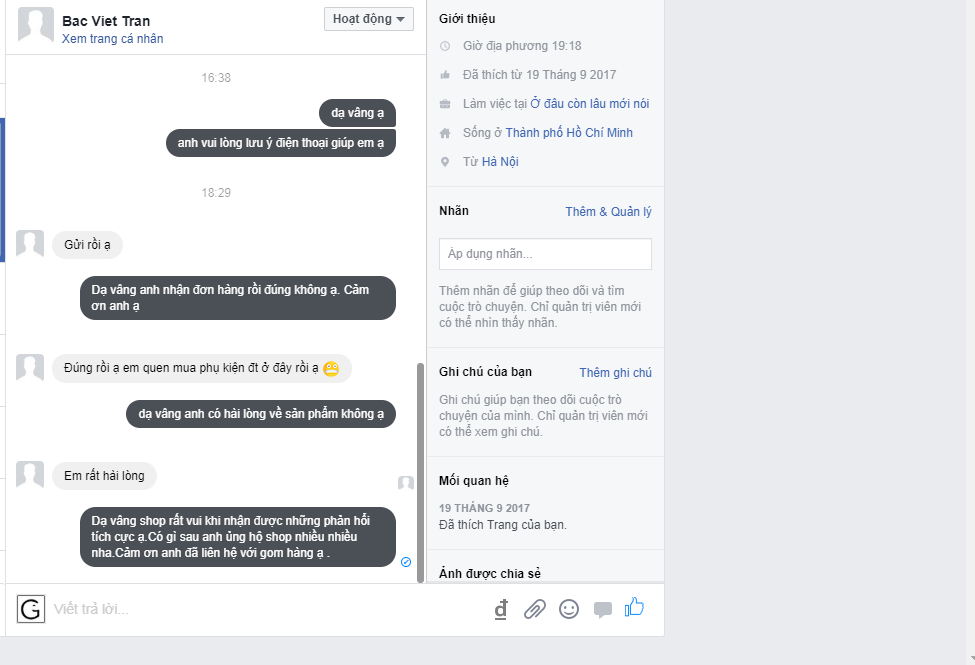 Bac Viet Tran
Hoạt động
Xem trang cá nhân
16:38
dạ vâng ạ
anh vui lòng lưu ý điện thoại giúp em ạ
18:29
Gửi rồi ạ
Dạ vâng anh nhận đơn hàng rồi đúng không ạ. Cảm
ơn anh ạ
Đúng rồi ạ em quen mua phụ kiện đt ở đây rồi ạ
dạ vâng anh có hài lòng về sản phẩm không ạ
Em rất hài lòng
Dạ vâng shop rất vui khi nhận được những phản hồi
tích cực ạ.Có gì sau anh ủng hộ shop nhiều nhiều
nha.Cảm ơn anh đã liên hệ với gom hàng ạ .
G Viết trả lời...
đ
Giới thiệu
Giờ địa phương 19:18
Đã thích từ 19 Tháng 9 2017
Làm việc tại Ở đâu còn lâu mới nói
Sống ở Thành phố Hồ Chí Minh
Từ Hà Nội
Nhãn
Thêm & Quản lý
Áp dụng nhãn...
Thêm nhãn để giúp theo dõi và tìm
cuộc trò chuyện. Chỉ quản trị viên mới
có thể nhìn thấy nhãn.
Ghi chú của bạn
Thêm ghi chú
Ghi chú giúp bạn theo dõi cuộc trò
chuyện của mình. Chỉ quản trị viên mới
có thể xem ghi chú.
Mối quan hệ
19 THÁNG 9 2017
Đã thích Trang của bạn.
Ảnh được chia sẻ